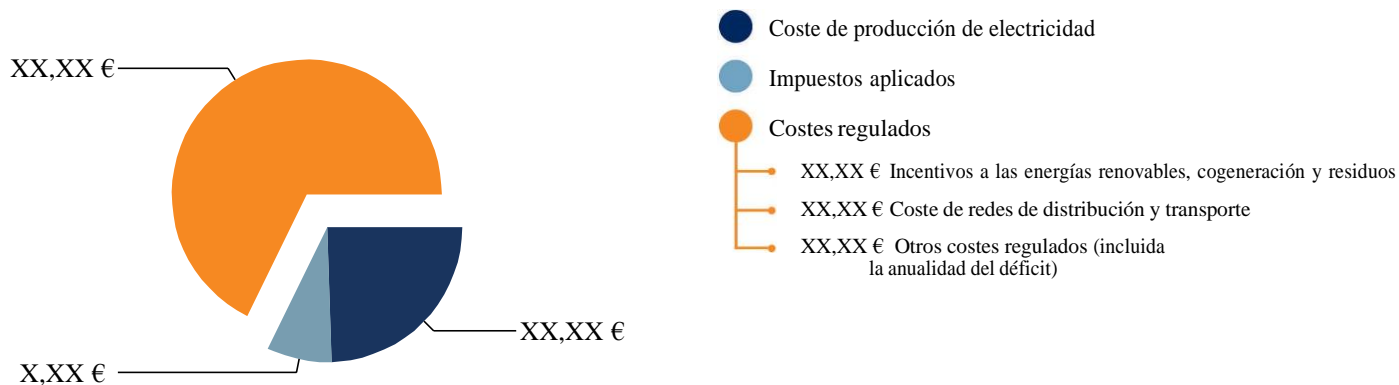 XX,XX €
X,XX €
XX,XX €
Coste de producción de electricidad
Impuestos aplicados
Costes regulados
XX,XX € Incentivos a las energías renovables, cogeneración y residuos
XX,XX € Coste de redes de distribución y transporte
XX,XX € Otros costes regulados (incluida
la anualidad del déficit)